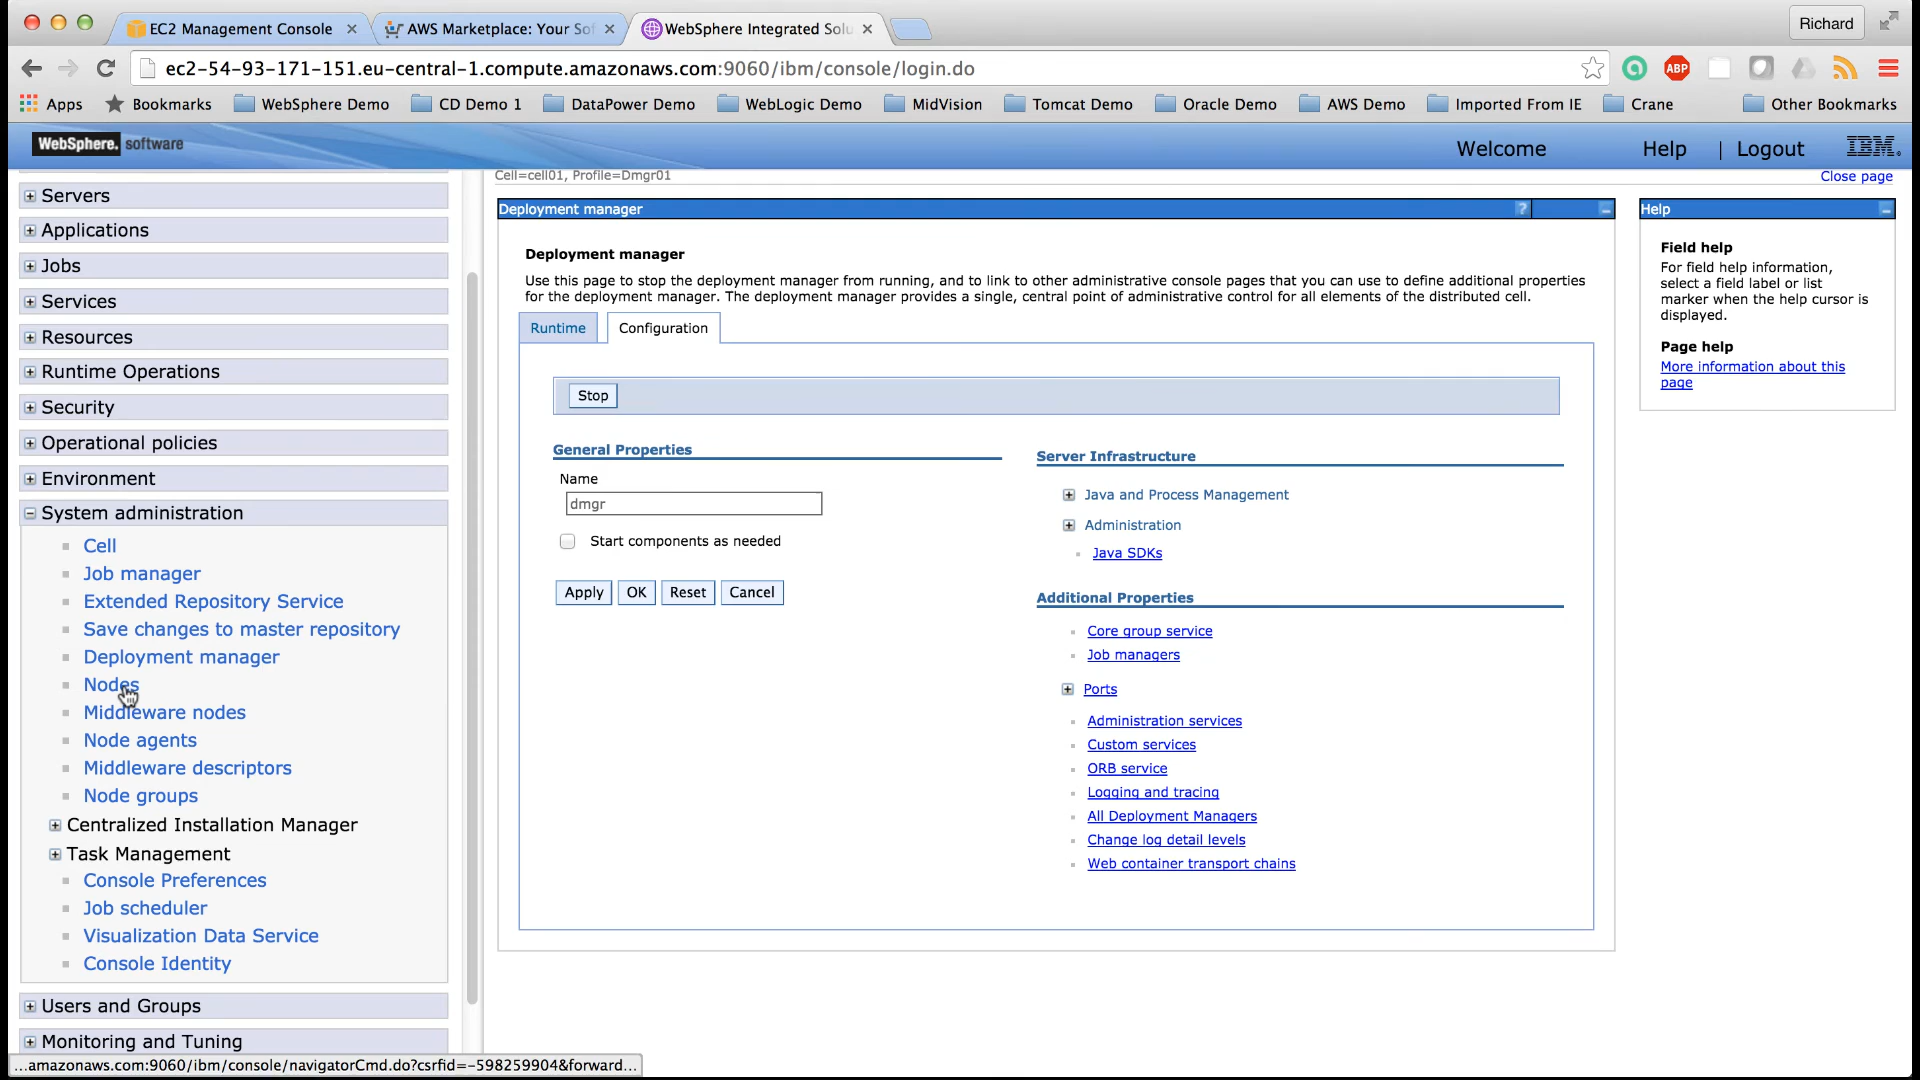 EC2 Management Console
AWS Marketplace: Your Sof
WebSphere Integrated Solu
Richard
ec2-54-93-171-151.eu-central-1.compute.amazonaws.com:9060/ibm/console/login.do
ABP
Apps
Bookmarks
WebSphere Demo
CD Demo 1
DataPower Demo
WebLogic Demo
MidVision
Tomcat Demo
Oracle Demo
AWS Demo
Imported From IE
Crane
Other Bookmarks
WebSphere. software
Welcome
Help | Logout
IBM.
Servers
Applications
Jobs
Services
Resources
Runtime Operations
Security
Operational policies
Environment
System administration
Cell
Job manager
Extended Repository Service
Save changes to master repository
Deployment manager
Nodes
Middleware nodes
Node agents
Middleware descriptors
Node groups
Centralized Installation Manager
Task Management
Console Preferences
Job scheduler
Visualization Data Service
Console Identity
Users and Groups
Monitoring and Tuning
...amazonaws.com:9060/ibm/console/navigatorCmd.do?csrfid=-598259904&forward...
Cell=cell01, Profile=Dmgr01
Close page
Deployment manager
?
Deployment manager
Use this page to stop the deployment manager from running, and to link to other administrative console pages that you can use to define additional properties
for the deployment manager. The deployment manager provides a single, central point of administrative control for all elements of the distributed cell.
Runtime
Configuration
Stop
General Properties
Name
dmgr
Start components as needed
Apply
OK
Reset
Cancel
Server Infrastructure
Java and Process Management
Administration
Java SDKs
Additional Properties
Core group service
Job managers
Ports
Administration services
Custom services
ORB service
Logging and tracing
All Deployment Managers
Change log detail levels
Web container transport chains
Help
Field help
For field help information,
select a field label or list
marker when the help cursor is
displayed.
Page help
More information about this
page